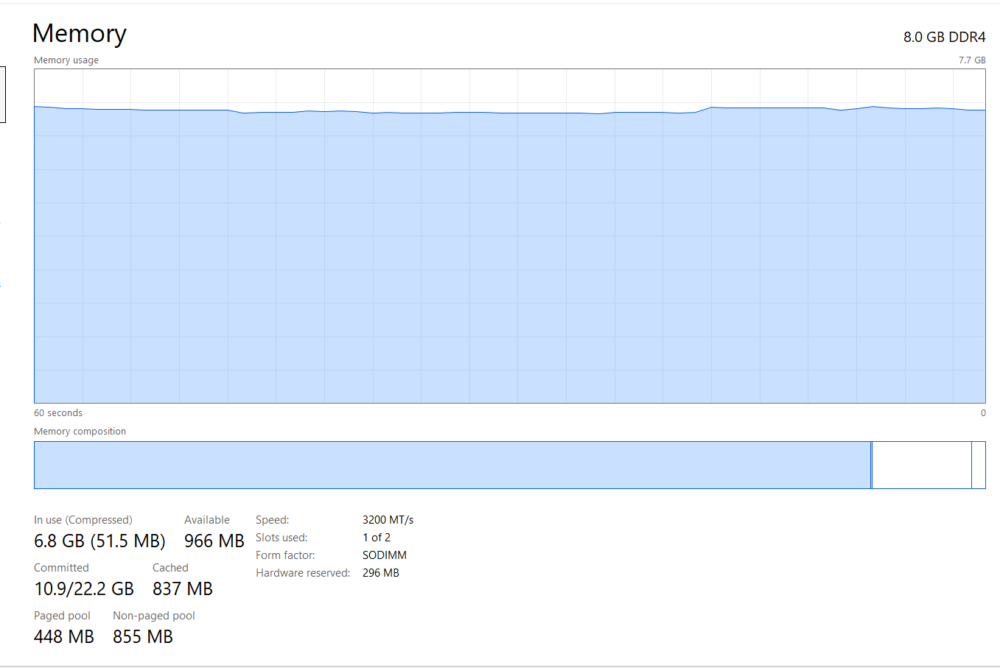 Memory
8.0 GB DDR4
Memory usage
7.7 GB
60 seconds
0
Memory composition
In use (Compressed)
6.8 GB (51.5 MB)
Available
966 MB
Committed
10.9/22.2 GB
Cached
837 MB
Paged pool
448 MB
Non-paged pool
855 MB
Speed: 3200 MT/s
Slots used: 1 of 2
Form factor: SODIMM
Hardware reserved: 296 MB